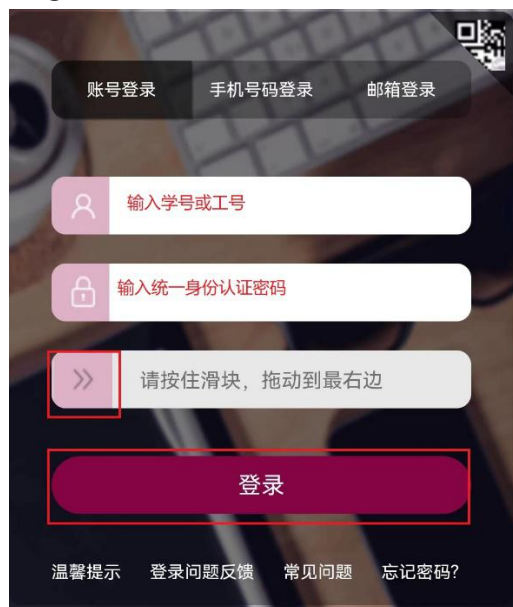 账号登录 手机号码登录 邮箱登录
输入学号或工号
输入统一身份认证密码
请按住滑块，拖动到最右边
登录
温馨提示 登录问题反馈 常见问题 忘记密码?